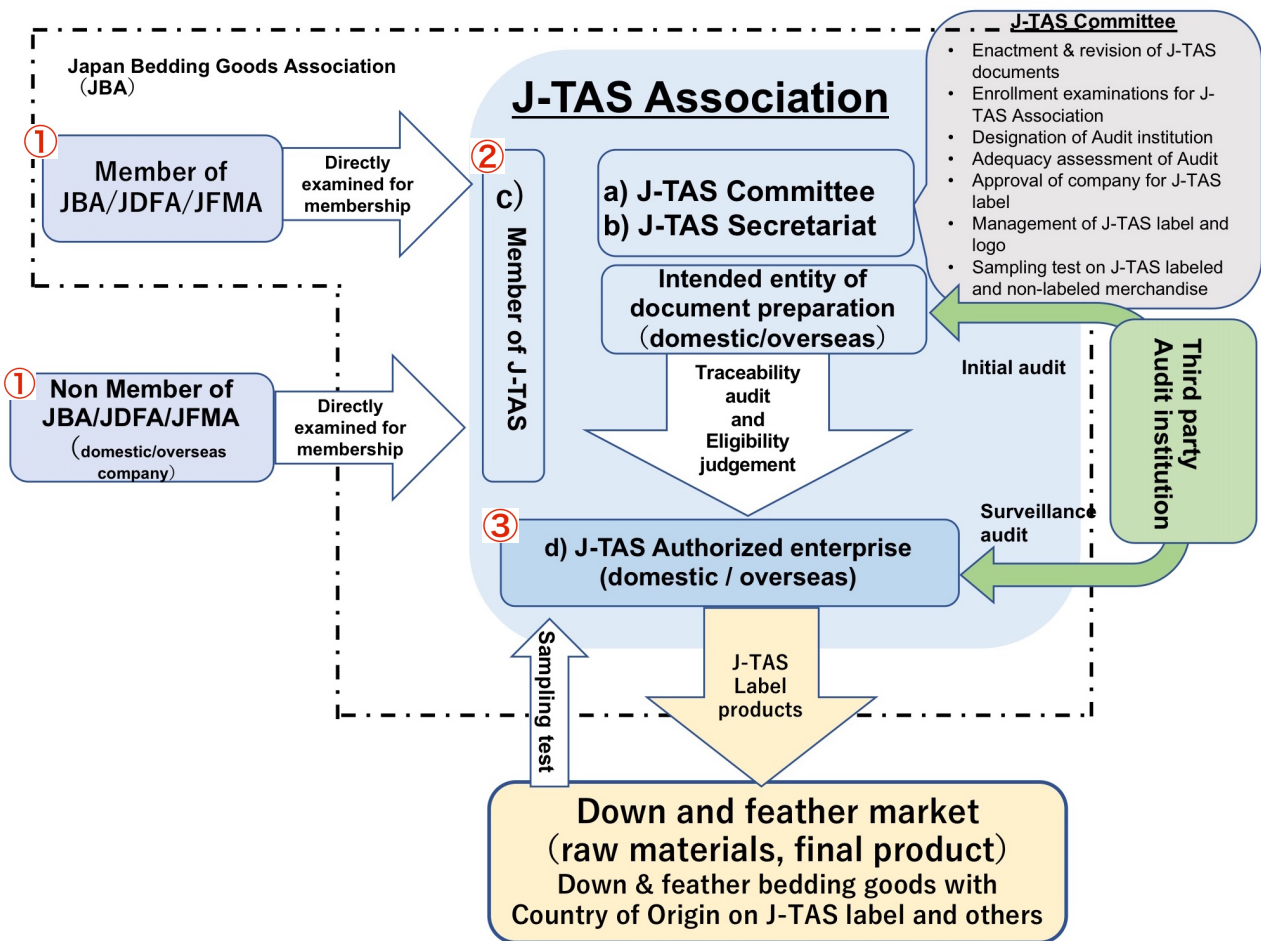 J-TAS Committee
• Enactment & revision of J-TAS
documents
• Enrollment examinations for J-
TAS Association
• Designation of Audit institution
• Adequacy assessment of Audit
• Approval of company for J-TAS
label
• Management of J-TAS label and
logo
• Sampling test on J-TAS labeled
and non-labeled merchandise
Japan Bedding Goods Association
（JBA）
J-TAS Association
①
Member of
JBA/JDFA/JFMA
Directly
examined for
membership
②
c）
Member of J-TAS
a) J-TAS Committee
b) J-TAS Secretariat
Intended entity of
document preparation
（domestic/overseas）
①
Non Member of
JBA/JDFA/JFMA
（domestic/overseas
company）
Directly
examined for
membership
Traceability
audit
and
Eligibility
judgement
Initial audit
Third party
Audit institution
Surveillance
audit
③
d) J-TAS Authorized enterprise
(domestic / overseas)
Sampling test
J-TAS
Label
products
Down and feather market
（raw materials, final product）
Down & feather bedding goods with
Country of Origin on J-TAS label and others